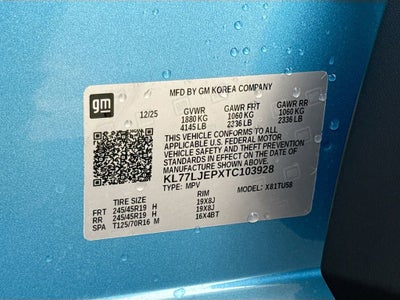 gm
MFD BY GM KOREA COMPANY
12/25 GVWR GAWR FRT GAWR RR
1880 KG 1060 KG 1060 KG
4145 LB 2336 LB 2336 LB
THIS VEHICLE CONFORMS TO ALL
APPLICABLE U.S. FEDERAL MOTOR
VEHICLE SAFETY AND THEFT PREVENTION
STANDARDS IN EFFECT ON THE DATE OF
MANUFACTURE SHOWN ABOVE.
KL77LJEPXTC103928
TYPE: MPV MODEL: X81TU58
TIRE SIZE RIM
FRT 245/45R19 H 19X8J
RR 245/45R19 H 19X8J
SPA T125/70R16 M 16X4BT